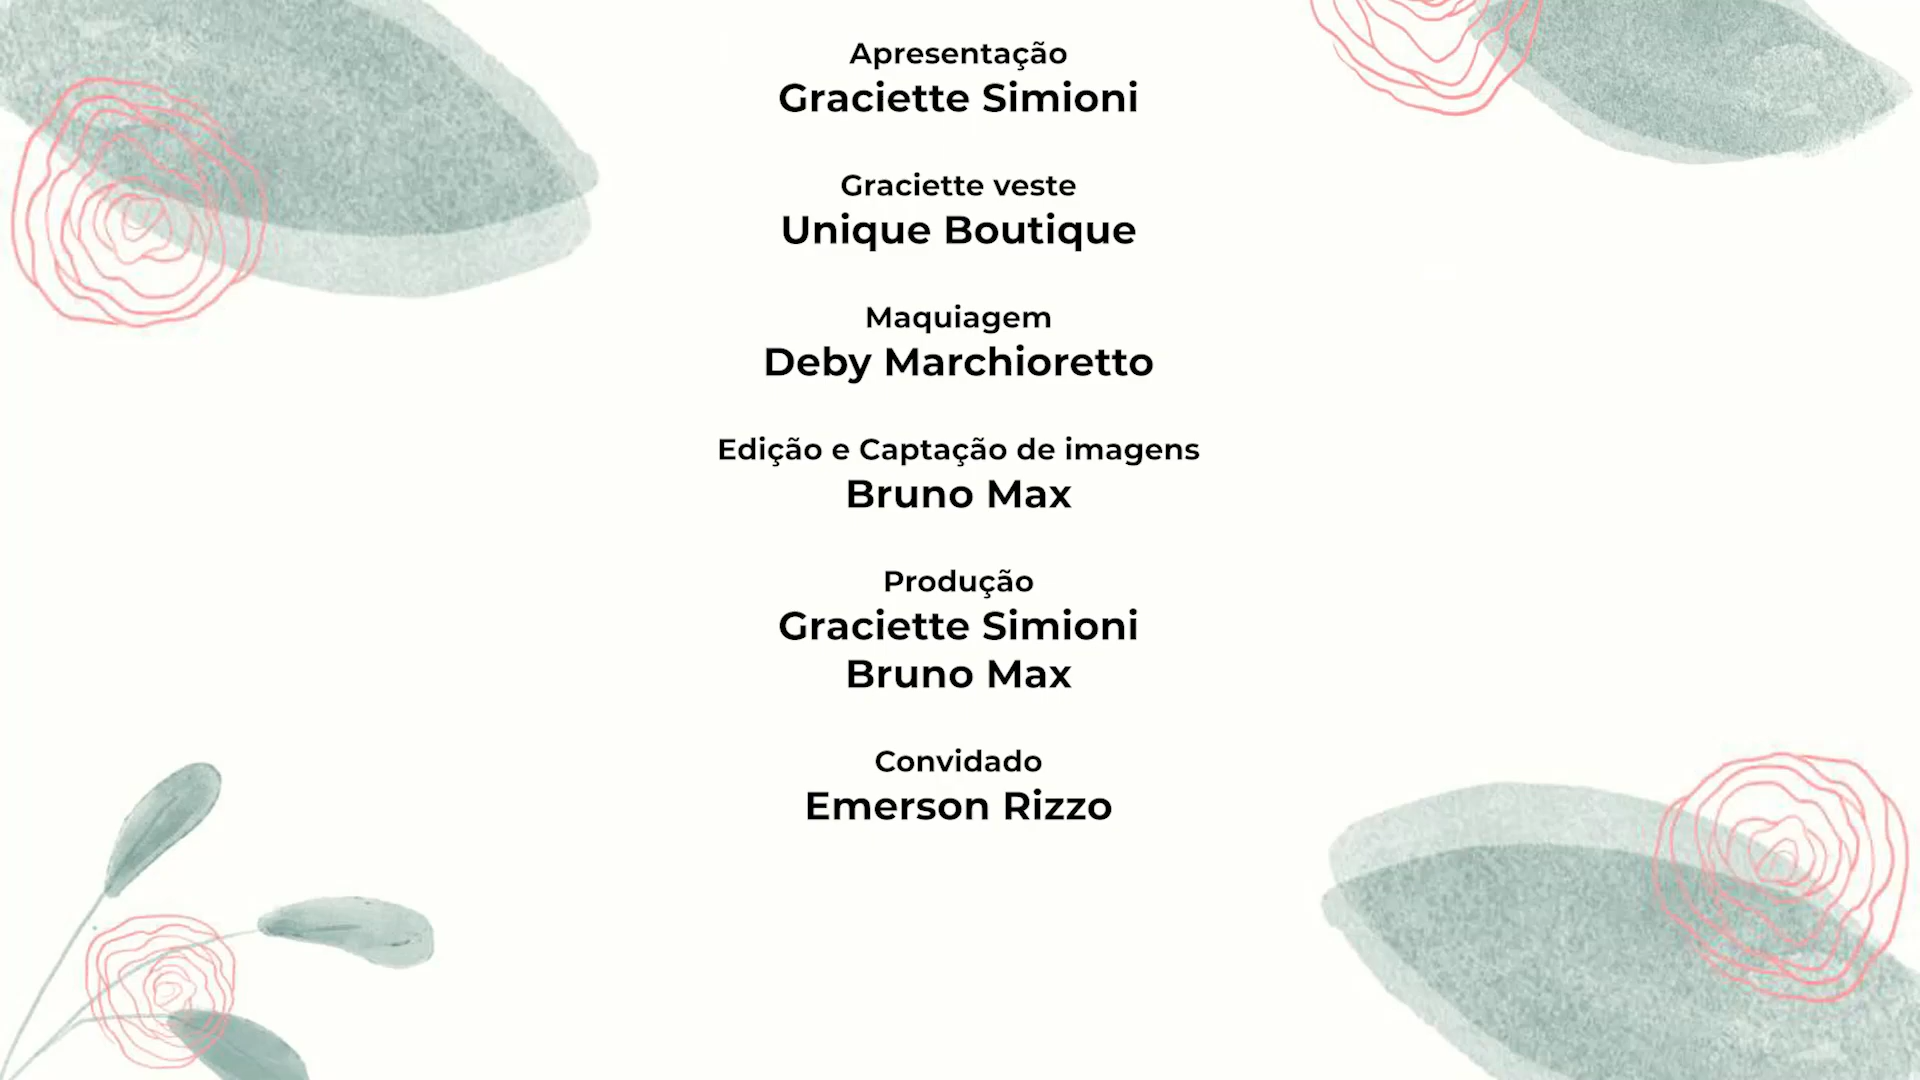 Apresentação
Graciette Simioni
Graciette veste
Unique Boutique
Maquiagem
Deby Marchioretto
Edição e Captação de imagens
Bruno Max
Produção
Graciette Simioni
Bruno Max
Convidado
Emerson Rizzo